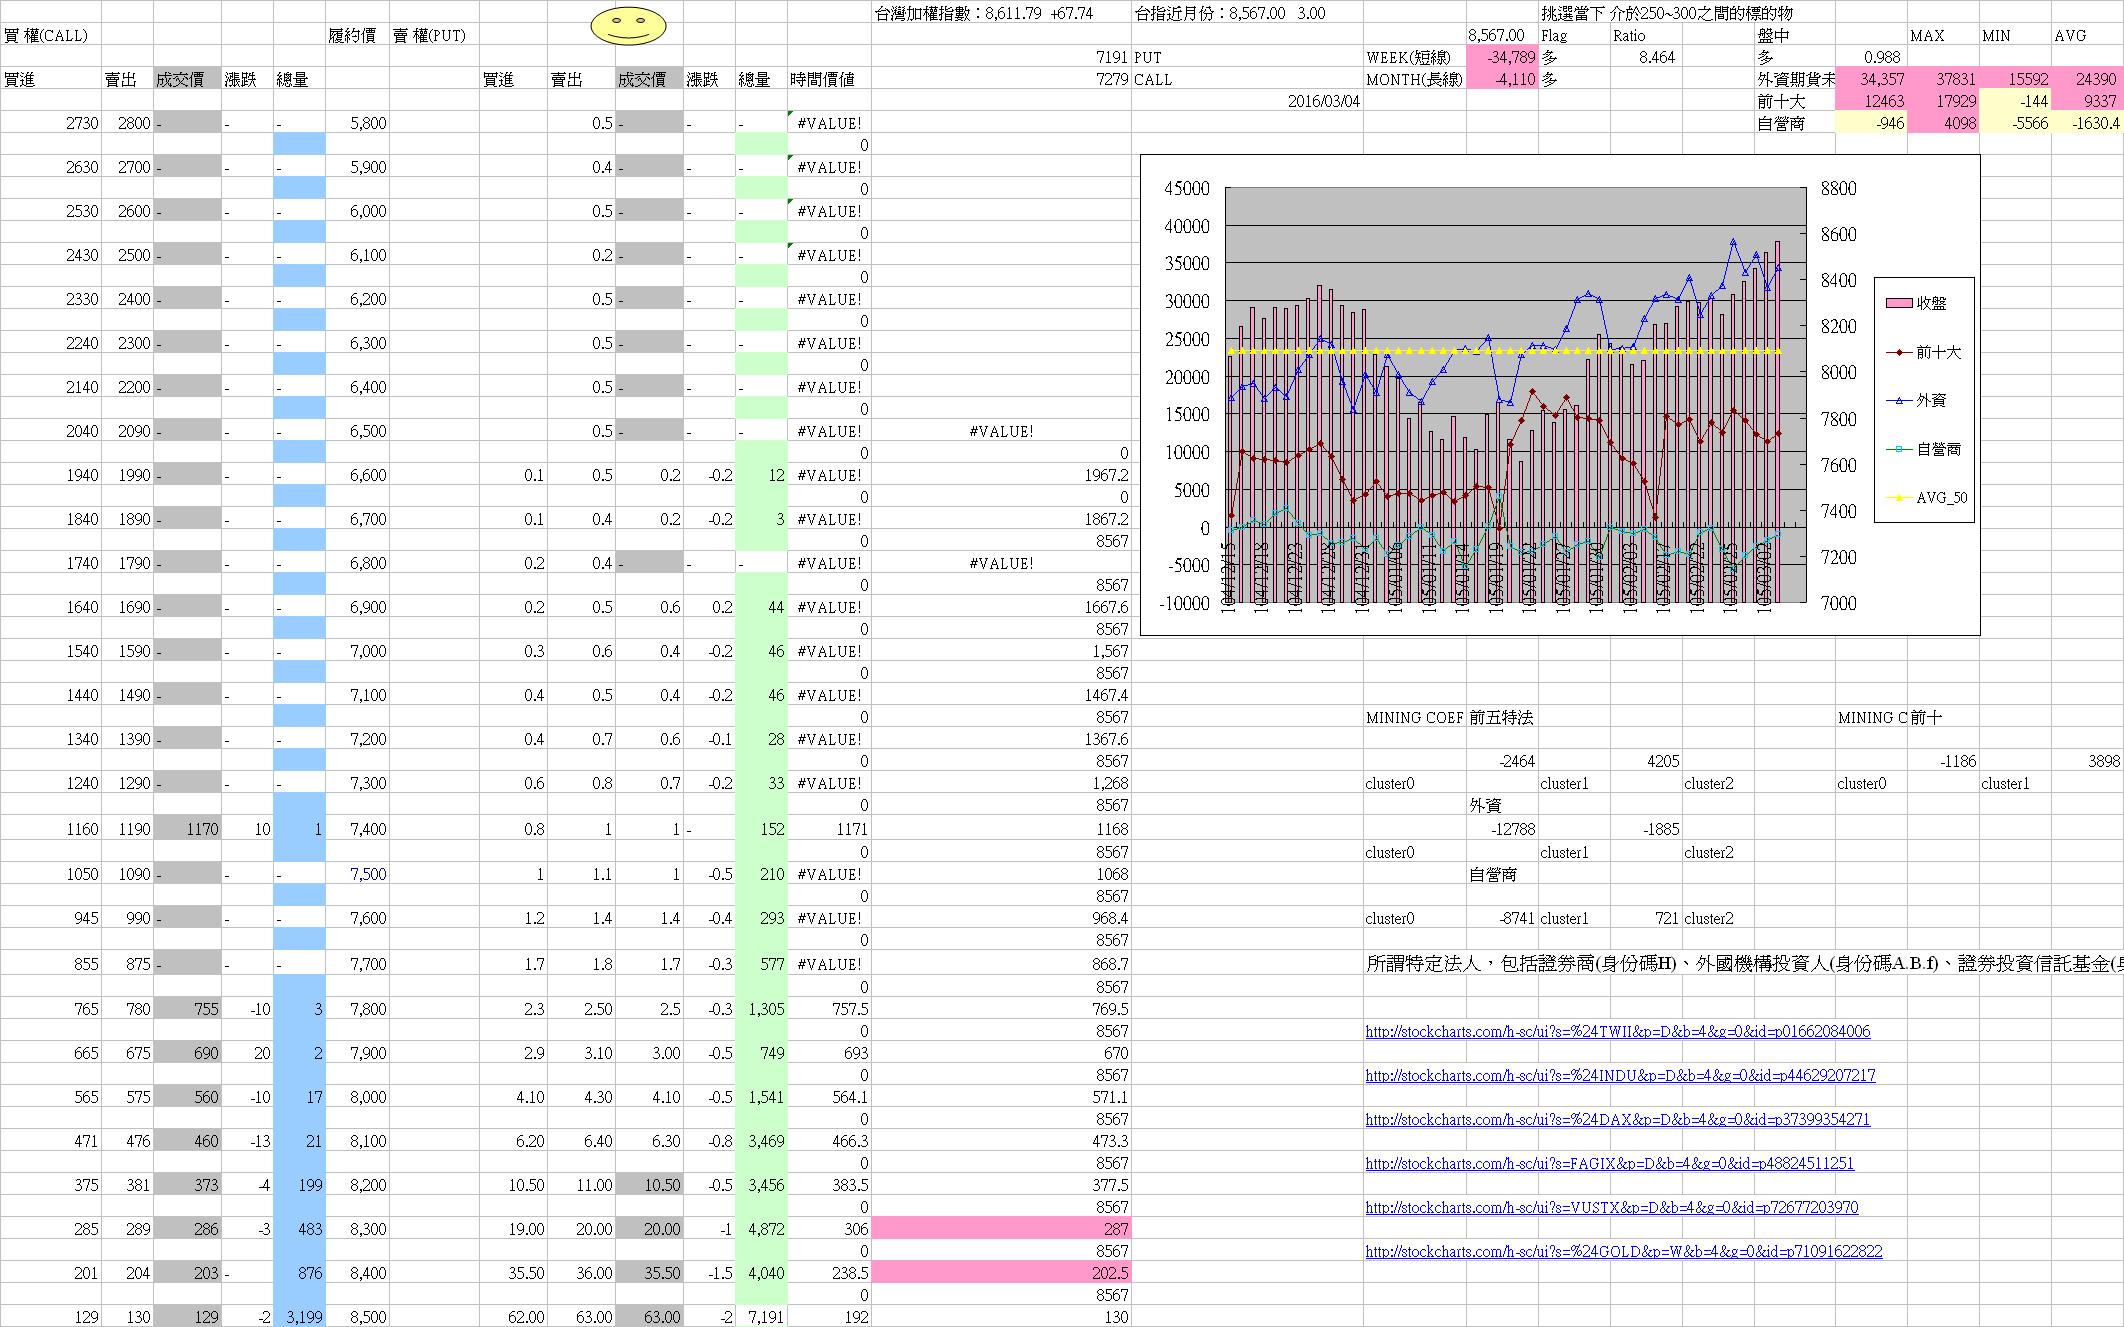 台灣加權指數：8,611.79 +67.74 台指近月份：8,567.00 3.00 挑選當下 介於250~300之間的標的物
買 權(CALL) 履約價 賣 權(PUT) 8,567.00 Flag Ratio 盤中 MAX MIN AVG
7191 PUT WEEK(短線) -34,789 多 8.464 多 0.988
買進 賣出 成交價 漲跌 總量 買進 賣出 成交價 漲跌 總量 時間價值 7279 CALL MONTH(長線) -4,110 多 外資期貨未 34,357 37831 15592 24390
2016/03/04 前十大 12463 17929 -144 9337
2730 2800 - - - 5,800 0.5 - - - #VALUE! 自營商 -946 4098 -5566 -1630.4
0
2630 2700 - - - 5,900 0.4 - - - #VALUE!
0
2530 2600 - - - 6,000 0.5 - - - #VALUE!
0
2430 2500 - - - 6,100 0.2 - - - #VALUE!
0
2330 2400 - - - 6,200 0.5 - - - #VALUE!
0
2240 2300 - - - 6,300 0.5 - - - #VALUE!
0
2140 2200 - - - 6,400 0.5 - - - #VALUE!
0
2040 2090 - - - 6,500 0.5 - - - #VALUE! #VALUE!
0 0
1940 1990 - - - 6,600 0.1 0.5 0.2 -0.2 12 #VALUE! 1967.2
0 0
1840 1890 - - - 6,700 0.1 0.4 0.2 -0.2 3 #VALUE! 1867.2
0 8567
1740 1790 - - - 6,800 0.2 0.4 - - - #VALUE! #VALUE!
0 8567
1640 1690 - - - 6,900 0.2 0.5 0.6 0.2 44 #VALUE! 1667.6
0 8567
1540 1590 - - - 7,000 0.3 0.6 0.4 -0.2 46 #VALUE! 1,567
0 8567
1440 1490 - - - 7,100 0.4 0.5 0.4 -0.2 46 #VALUE! 1467.4
0 8567 MINING COEF 前五特法 MINING C 前十
1340 1390 - - - 7,200 0.4 0.7 0.6 -0.1 28 #VALUE! 1367.6
0 8567 -2464 4205 -1186 3898
1240 1290 - - - 7,300 0.6 0.8 0.7 -0.2 33 #VALUE! 1,268 cluster0 cluster1 cluster2 cluster0 cluster1
0 8567 外資
1160 1190 1170 10 1 7,400 0.8 1 1 - 152 1171 1168 -12788 -1885
0 8567 cluster0 cluster1 cluster2
1050 1090 - - - 7,500 1 1.1 1 -0.5 210 #VALUE! 1068 自營商
0 8567
945 990 - - - 7,600 1.2 1.4 1.4 -0.4 293 #VALUE! 968.4 cluster0 -8741 cluster1 721 cluster2
0 8567
855 875 - - - 7,700 1.7 1.8 1.7 -0.3 577 #VALUE! 868.7 所謂特定法人，包括證券商(身份碼H)、外國機構投資人(身份碼A.B.f)、證券投資信託基金(
0 8567
765 780 755 -10 3 7,800 2.3 2.50 2.5 -0.3 1,305 757.5 769.5
0 8567 http://stockcharts.com/h-sc/ui?s=%24TWII&p=D&b=4&g=0&id=p01662084006
665 675 690 20 2 7,900 2.9 3.10 3.00 -0.5 749 693 670
0 8567 http://stockcharts.com/h-sc/ui?s=%24INDU&p=D&b=4&g=0&id=p44629207217
565 575 560 -10 17 8,000 4.10 4.30 4.10 -0.5 1,541 564.1 571.1
0 8567 http://stockcharts.com/h-sc/ui?s=%24DAX&p=D&b=4&g=0&id=p37399354271
471 476 460 -13 21 8,100 6.20 6.40 6.30 -0.8 3,469 466.3 473.3
0 8567 http://stockcharts.com/h-sc/ui?s=FAGIX&p=D&b=4&g=0&id=p48824511251
375 381 373 -4 199 8,200 10.50 11.00 10.50 -0.5 3,456 383.5 377.5
0 8567 http://stockcharts.com/h-sc/ui?s=VUSTX&p=D&b=4&g=0&id=p72677203970
285 289 286 -3 483 8,300 19.00 20.00 20.00 -1 4,872 306 287
0 8567 http://stockcharts.com/h-sc/ui?s=%24GOLD&p=W&b=4&g=0&id=p71091622822
201 204 203 - 876 8,400 35.50 36.00 35.50 -1.5 4,040 238.5 202.5
0 8567
129 130 129 -2 3,199 8,500 62.00 63.00 63.00 -2 7,191 192 130
45000 8800
40000 8600
35000 8400
30000 8200
25000 8000
20000 7800
15000 7600
10000 7400
5000 7200
0 7000
-5000
-10000
收盤
前十大
外資
自營商
AVG_50
104/12/15 104/12/18 104/12/23 104/12/28 104/12/31 105/01/06 105/01/11 105/01/14 105/01/19 105/01/22 105/01/27 105/01/30 105/02/03 105/02/17 105/02/22 105/02/25 105/03/02